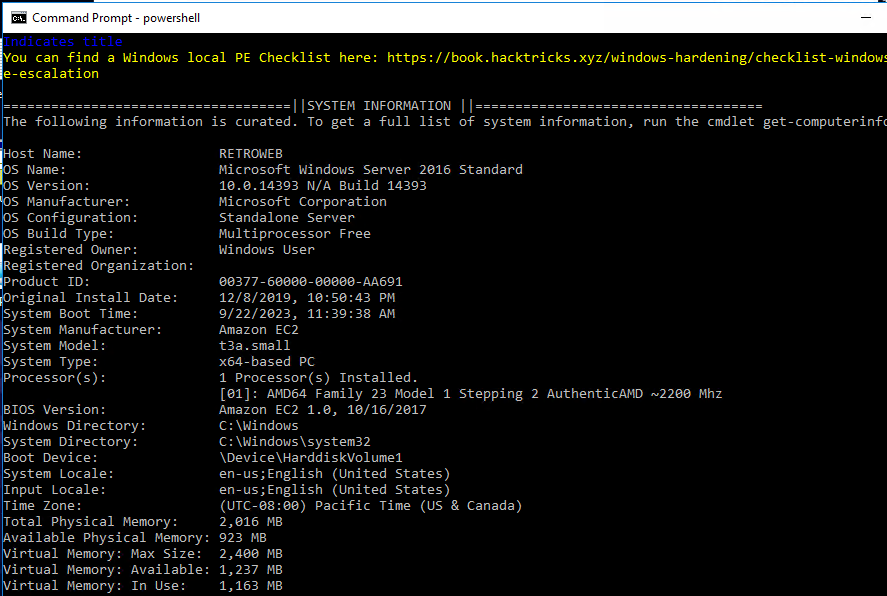 Command Prompt - powershell
Indicates title
You can find a Windows local PE Checklist here: https://book.hacktricks.xyz/windows-hardening/checklist-windows
e-escalation
====================================||SYSTEM INFORMATION ||====================================
The following information is curated. To get a full list of system information, run the cmdlet get-computerinfo
Host Name: RETROWEB
OS Name: Microsoft Windows Server 2016 Standard
OS Version: 10.0.14393 N/A Build 14393
OS Manufacturer: Microsoft Corporation
OS Configuration: Standalone Server
OS Build Type: Multiprocessor Free
Registered Owner: Windows User
Registered Organization:
Product ID: 00377-60000-00000-AA691
Original Install Date: 12/8/2019, 10:50:43 PM
System Boot Time: 9/22/2023, 11:39:38 AM
System Manufacturer: Amazon EC2
System Model: t3a.small
System Type: x64-based PC
Processor(s): 1 Processor(s) Installed.
[01]: AMD64 Family 23 Model 1 Stepping 2 AuthenticAMD ~2200 Mhz
BIOS Version: Amazon EC2 1.0, 10/16/2017
Windows Directory: C:\Windows
System Directory: C:\Windows\system32
Boot Device: \Device\HarddiskVolume1
System Locale: en-us;English (United States)
Input Locale: en-us;English (United States)
Time Zone: (UTC-08:00) Pacific Time (US & Canada)
Total Physical Memory: 2,016 MB
Available Physical Memory: 923 MB
Virtual Memory: Max Size: 2,400 MB
Virtual Memory: Available: 1,237 MB
Virtual Memory: In Use: 1,163 MB